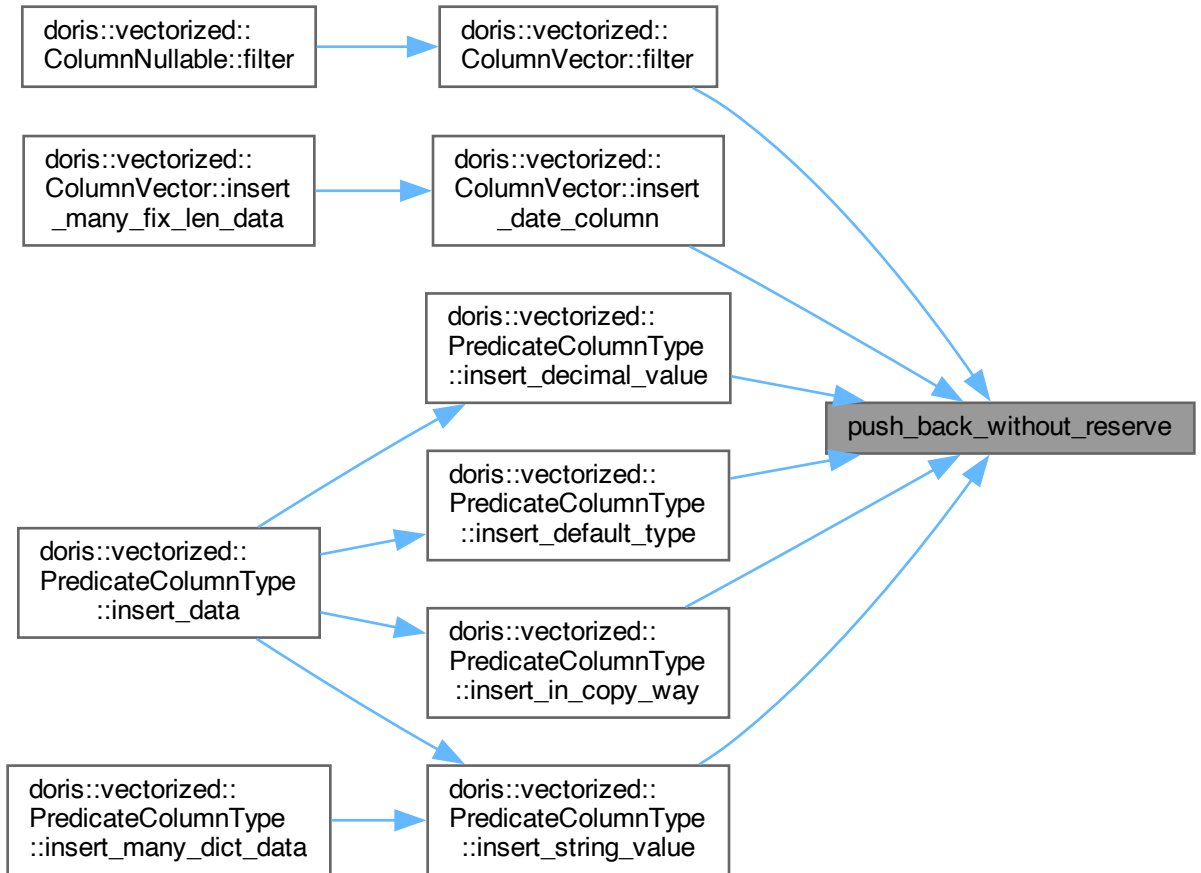 doris::vectorized::
ColumnNullable::filter
doris::vectorized::
ColumnVector::filter
doris::vectorized::
ColumnVector::insert
_many_fix_len_data
doris::vectorized::
ColumnVector::insert
_date_column
doris::vectorized::
PredicateColumnType
::insert_decimal_value
push_back_without_reserve
doris::vectorized::
PredicateColumnType
::insert_default_type
doris::vectorized::
PredicateColumnType
::insert_data
doris::vectorized::
PredicateColumnType
::insert_in_copy_way
doris::vectorized::
PredicateColumnType
::insert_many_dict_data
doris::vectorized::
PredicateColumnType
::insert_string_value